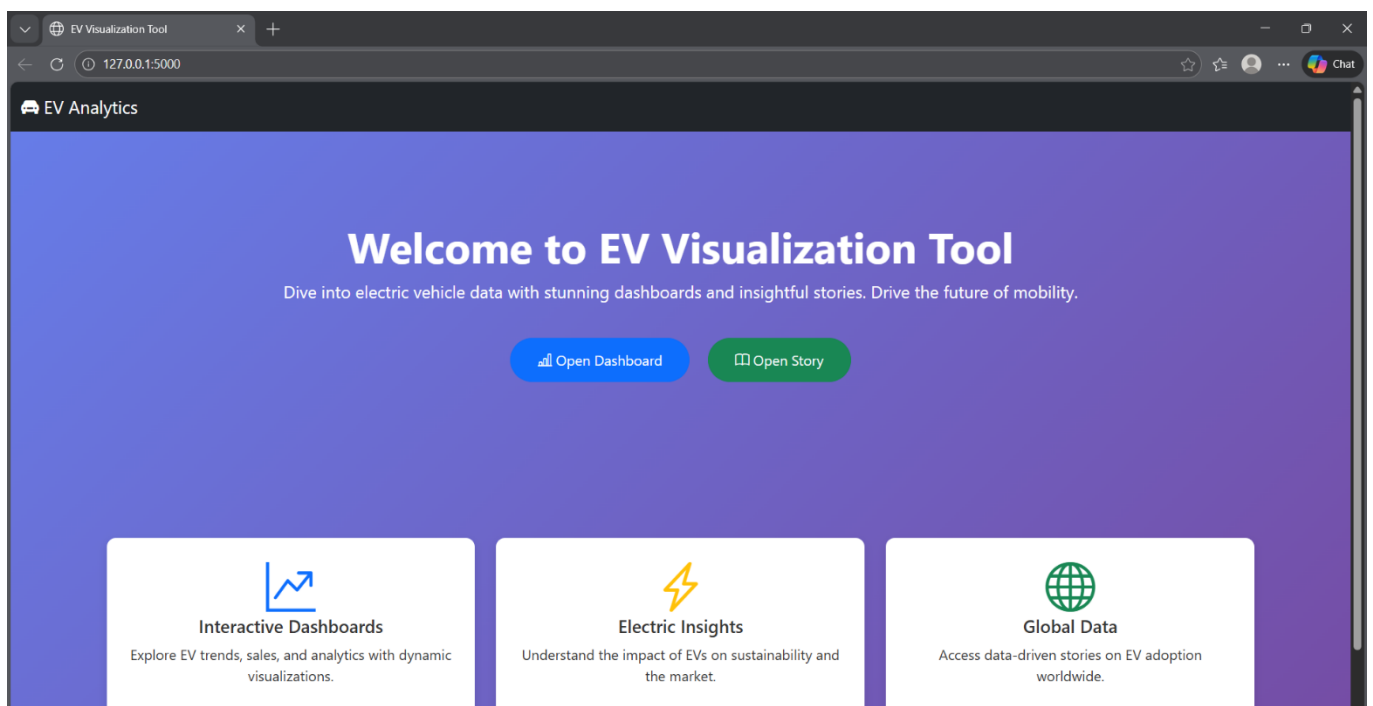 EV Visualization Tool
127.0.0.1:5000
Chat
EV Analytics
Welcome to EV Visualization Tool
Dive into electric vehicle data with stunning dashboards and insightful stories. Drive the future of mobility.
Open Dashboard
Open Story
Interactive Dashboards
Explore EV trends, sales, and analytics with dynamic
visualizations.
Electric Insights
Understand the impact of EVs on sustainability and
the market.
Global Data
Access data-driven stories on EV adoption
worldwide.